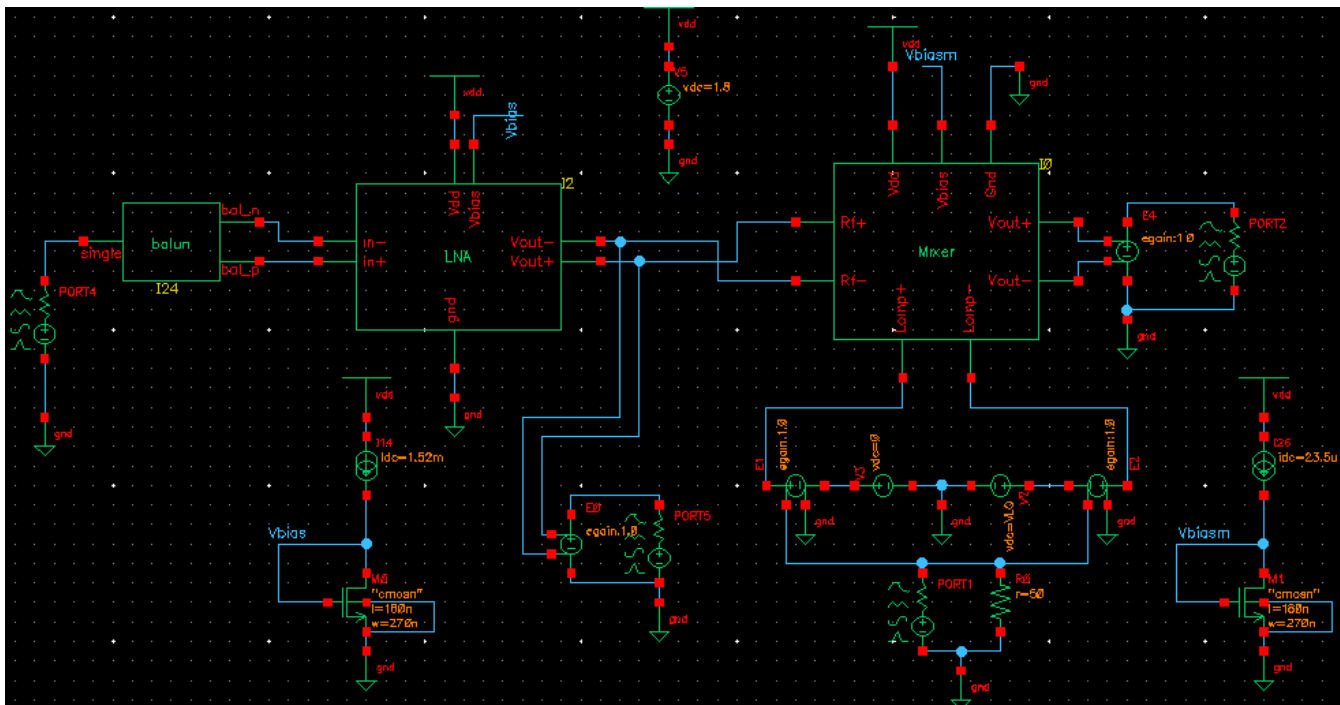 vdd
V5
vdc=1.8
gnd
vdd
Vbiasm
gnd
vdd
Vbias
I2
Vdd
Vbias
in-
in+
LNA
Vout-
Vout+
gnd
gnd
bal_n
balun
single
bal_p
I24
PORT4
gnd
I0
Vdd
Vbias
Gnd
Rf+
Mixer
Rf-
Vout+
Vout-
Loinp+
Loinp-
E4
egain:1.0
PORT2
gnd
vdd
I14
idc=1.52m
Vbias
M0
"cmosn"
l=180n
w=270n
gnd
E0
egain:1.0
PORT5
gnd
E1
egain:1.0
V3
vdc=0
gnd
gnd
vdc=VLO
V2
egain:1.0
E2
gnd
PORT1
R0
r=50
gnd
vdd
I26
idc=23.5u
Vbiasm
M1
"cmosn"
l=180n
w=270n
gnd